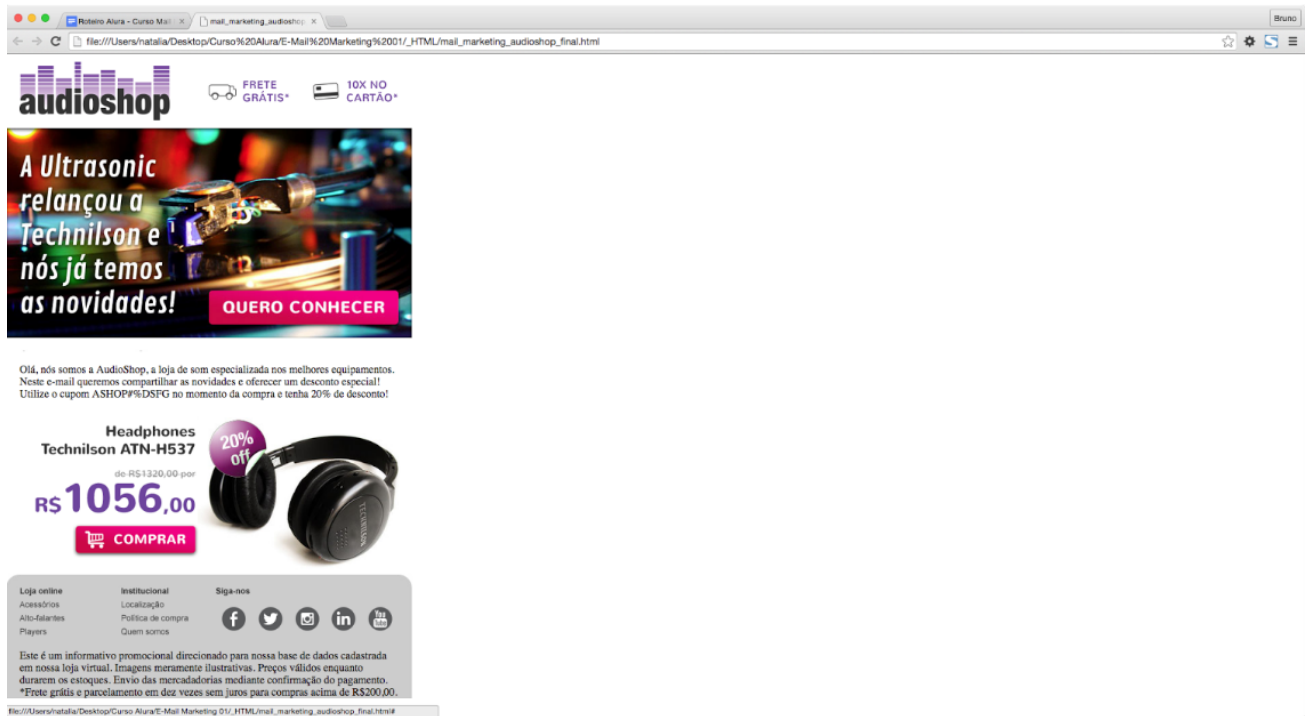 Roteiro Alura - Curso Mail
mail_marketing_audioshop
Bruno
file:///Users/natalia/Desktop/Curso%20Alura/E-Mail%20Marketing%2001/_HTML/mail_marketing_audioshop_final.html
audioshop
FRETE
GRÁTIS*
10X NO
CARTÃO*
A Ultrasonic
relançou a
Technilson e
nós já temos
as novidades!
QUERO CONHECER
Olá, nós somos a AudioShop, a loja de som especializada nos melhores equipamentos.
Neste e-mail queremos compartilhar as novidades e oferecer um desconto especial!
Utilize o cupom ASHOP#%DSFG no momento da compra e tenha 20% de desconto!
Headphones
Technilson ATN-H537
de R$1320,00 por
R$1056,00
COMPRAR
20%
off
TECHNILSON
Loja online
Acessórios
Alto-falantes
Players
Institucional
Localização
Política de compra
Quem somos
Siga-nos
f
in
You
Tube
Este é um informativo promocional direcionado para nossa base de dados cadastrada
em nossa loja virtual. Imagens meramente ilustrativas. Preços válidos enquanto
durarem os estoques. Envio das mercadadorias mediante confirmação do pagamento.
*Frete grátis e parcelamento em dez vezes sem juros para compras acima de R$200,00.
file:///Users/natalia/Desktop/Curso Alura/E-Mail Marketing 01/_HTML/mail_marketing_audioshop_final.html#